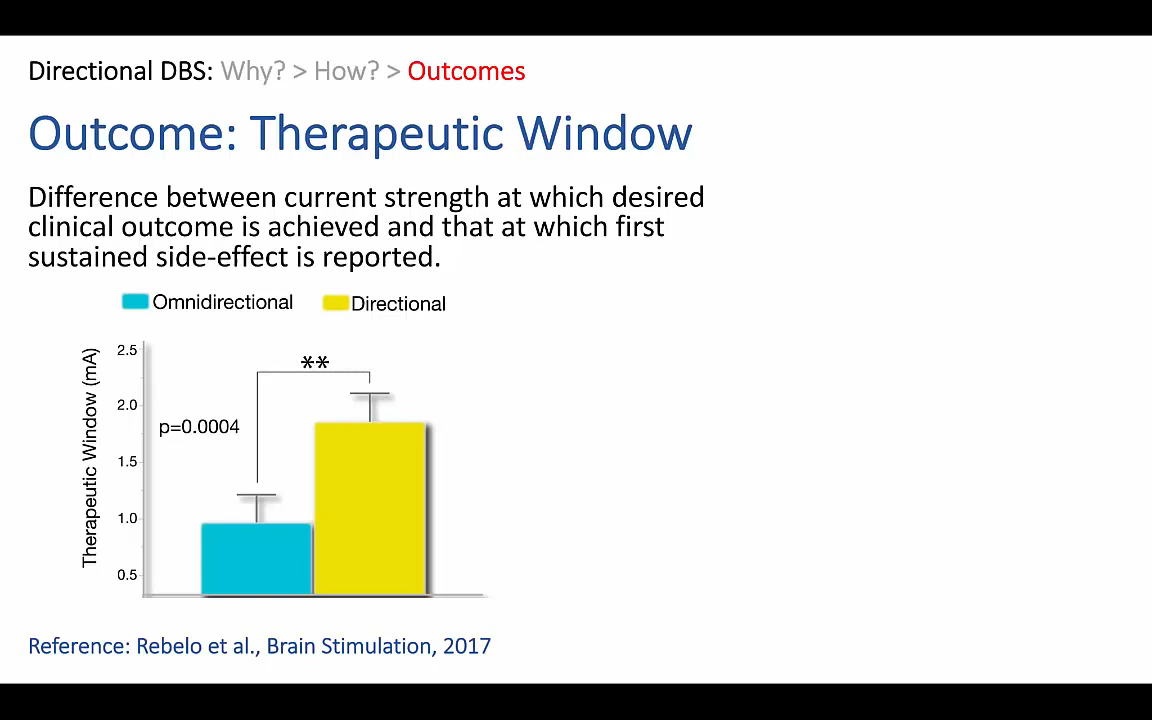 Directional DBS: Why? > How? > Outcomes
Outcome: Therapeutic Window
Difference between current strength at which desired
clinical outcome is achieved and that at which first
sustained side-effect is reported.
Omnidirectional
Directional
Therapeutic Window (mA)
2.5
2.0
1.5
1.0
0.5
**
p=0.0004
Reference: Rebelo et al., Brain Stimulation, 2017